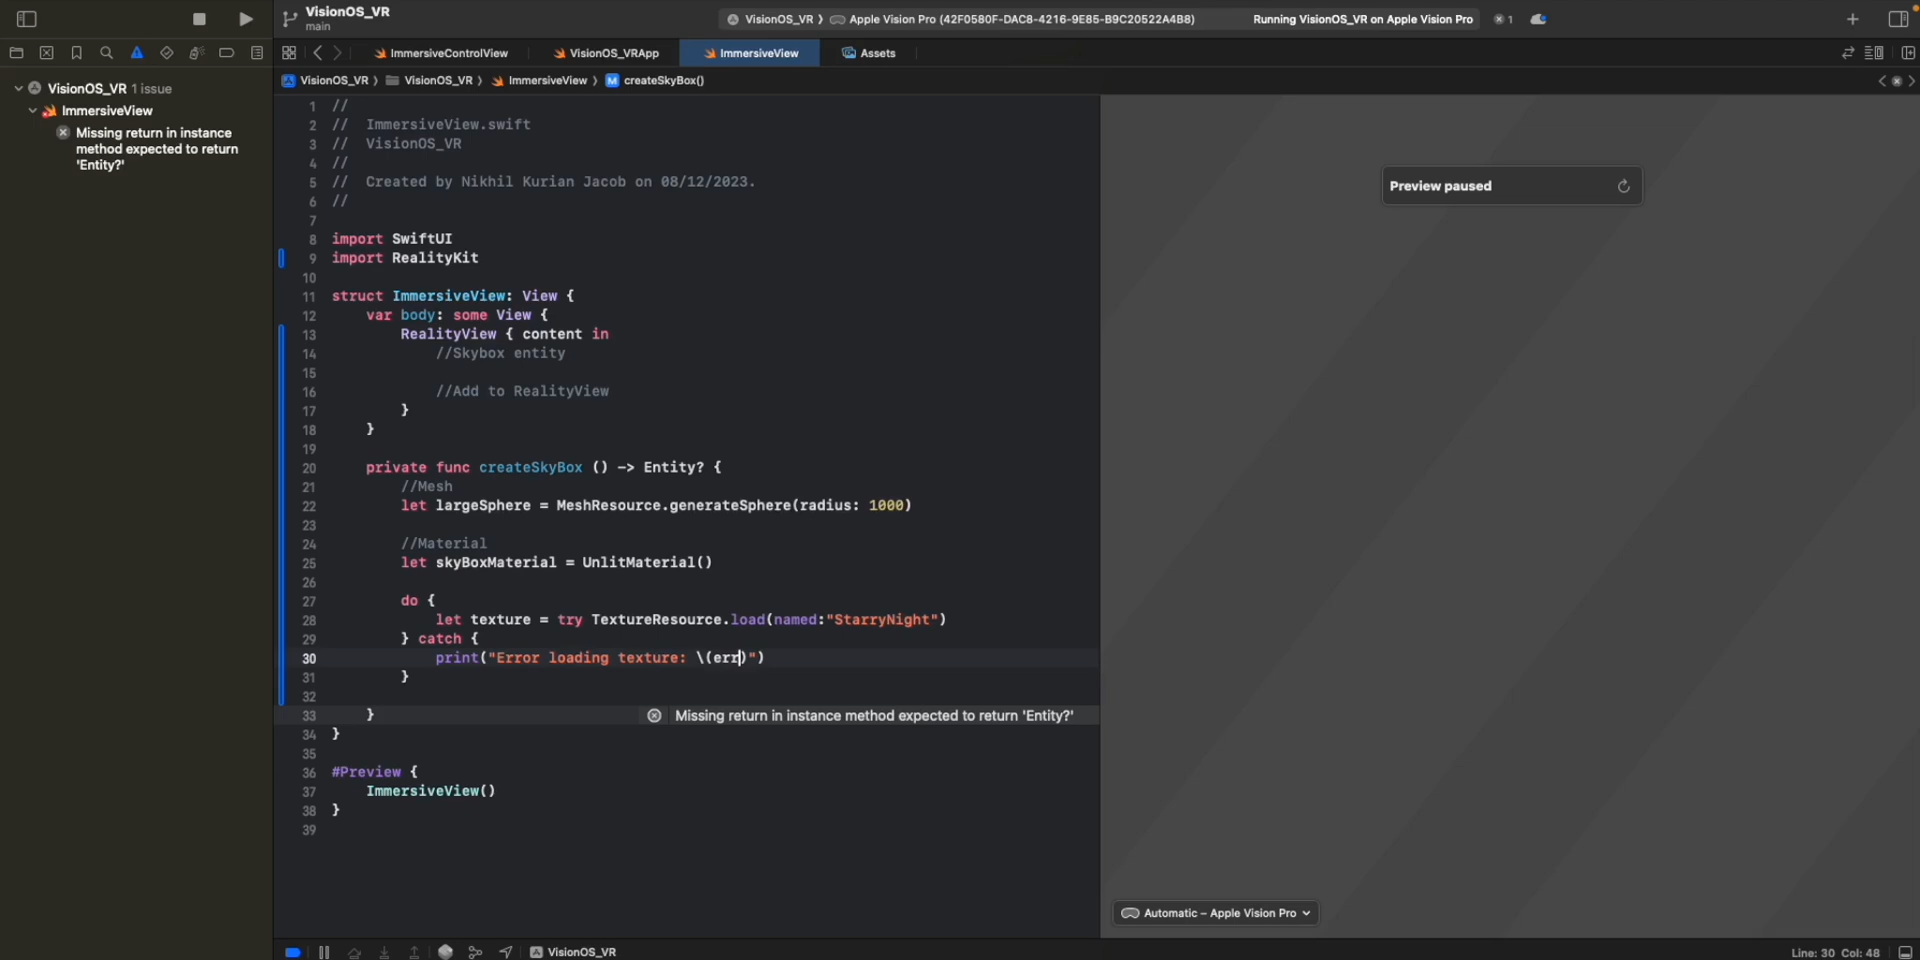 VisionOS_VR
main
VisionOS_VR ⟩ Apple Vision Pro (42F0580F-DAC8-4216-9E85-B9C20522A4B8)
Running VisionOS_VR on Apple Vision Pro
1
ImmersiveControlView
VisionOS_VRApp
ImmersiveView
Assets
VisionOS_VR ⟩ VisionOS_VR ⟩ ImmersiveView ⟩ M createSkyBox()
VisionOS_VR 1 issue
ImmersiveView
Missing return in instance
method expected to return
'Entity?'
1 //
2 //  ImmersiveView.swift
3 //  VisionOS_VR
4 //
5 //  Created by Nikhil Kurian Jacob on 08/12/2023.
6 //
7
8 import SwiftUI
9 import RealityKit
10
11 struct ImmersiveView: View {
12     var body: some View {
13         RealityView { content in
14             //Skybox entity
15
16             //Add to RealityView
17         }
18     }
19
20     private func createSkyBox () -> Entity? {
21         //Mesh
22         let largeSphere = MeshResource.generateSphere(radius: 1000)
23
24         //Material
25         let skyBoxMaterial = UnlitMaterial()
26
27         do {
28             let texture = try TextureResource.load(named:"StarryNight")
29         } catch {
30             print("Error loading texture: \(err)")
31         }
32
33     } Missing return in instance method expected to return 'Entity?'
34 }
35
36 #Preview {
37     ImmersiveView()
38 }
39
Preview paused
Automatic – Apple Vision Pro
VisionOS_VR
Line: 30 Col: 48